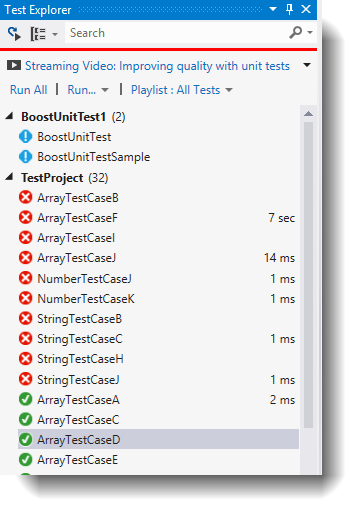 Test Explorer
Search
Streaming Video: Improving quality with unit tests
Run All | Run... | Playlist : All Tests
BoostUnitTest1 (2)
BoostUnitTest
BoostUnitTestSample
TestProject (32)
ArrayTestCaseB
ArrayTestCaseF 7 sec
ArrayTestCaseI
ArrayTestCaseJ 14 ms
NumberTestCaseJ 1 ms
NumberTestCaseK 1 ms
StringTestCaseB
StringTestCaseC 1 ms
StringTestCaseH
StringTestCaseJ 1 ms
ArrayTestCaseA 2 ms
ArrayTestCaseC
ArrayTestCaseD
ArrayTestCaseE